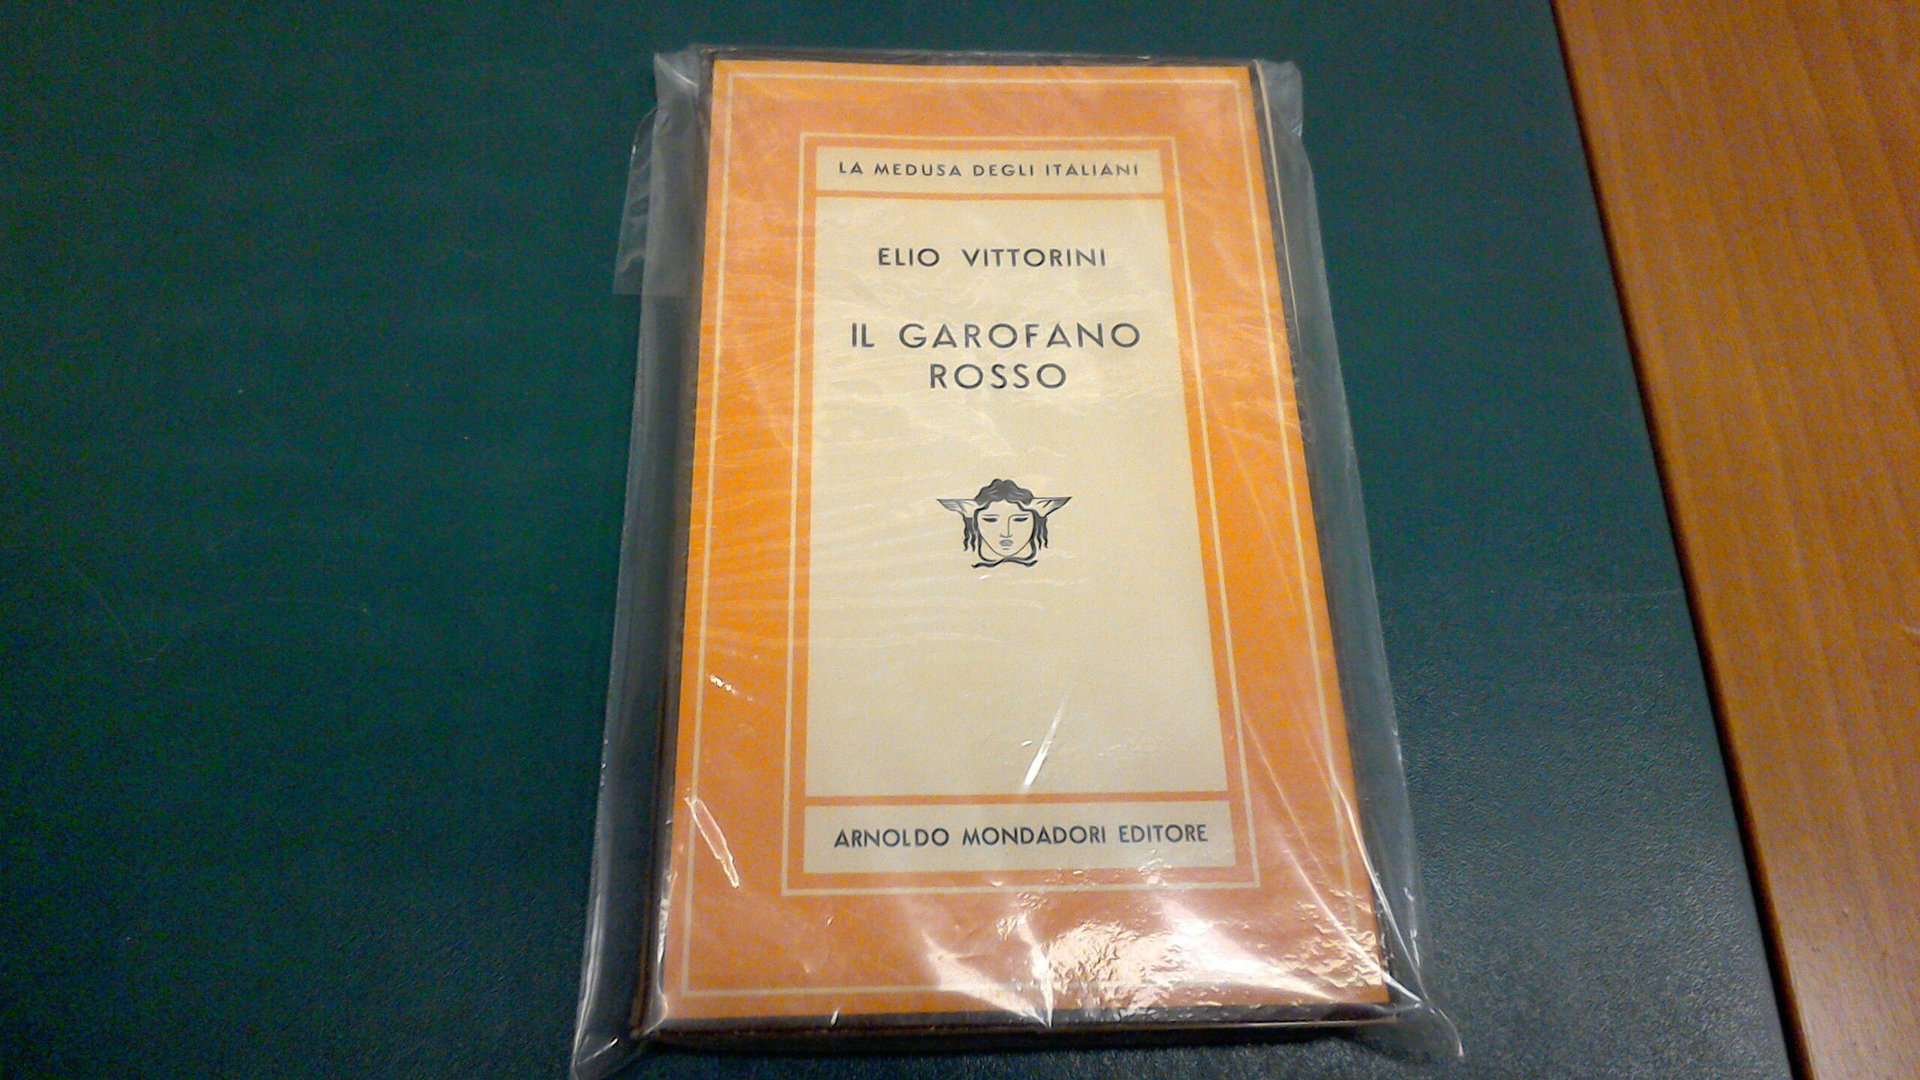 LA MEDUSA DEGLI ITALIANI
ELIO VITTORINI
IL GAROFANO
ROSSO
ARNOLDO MONDADORI EDITORE